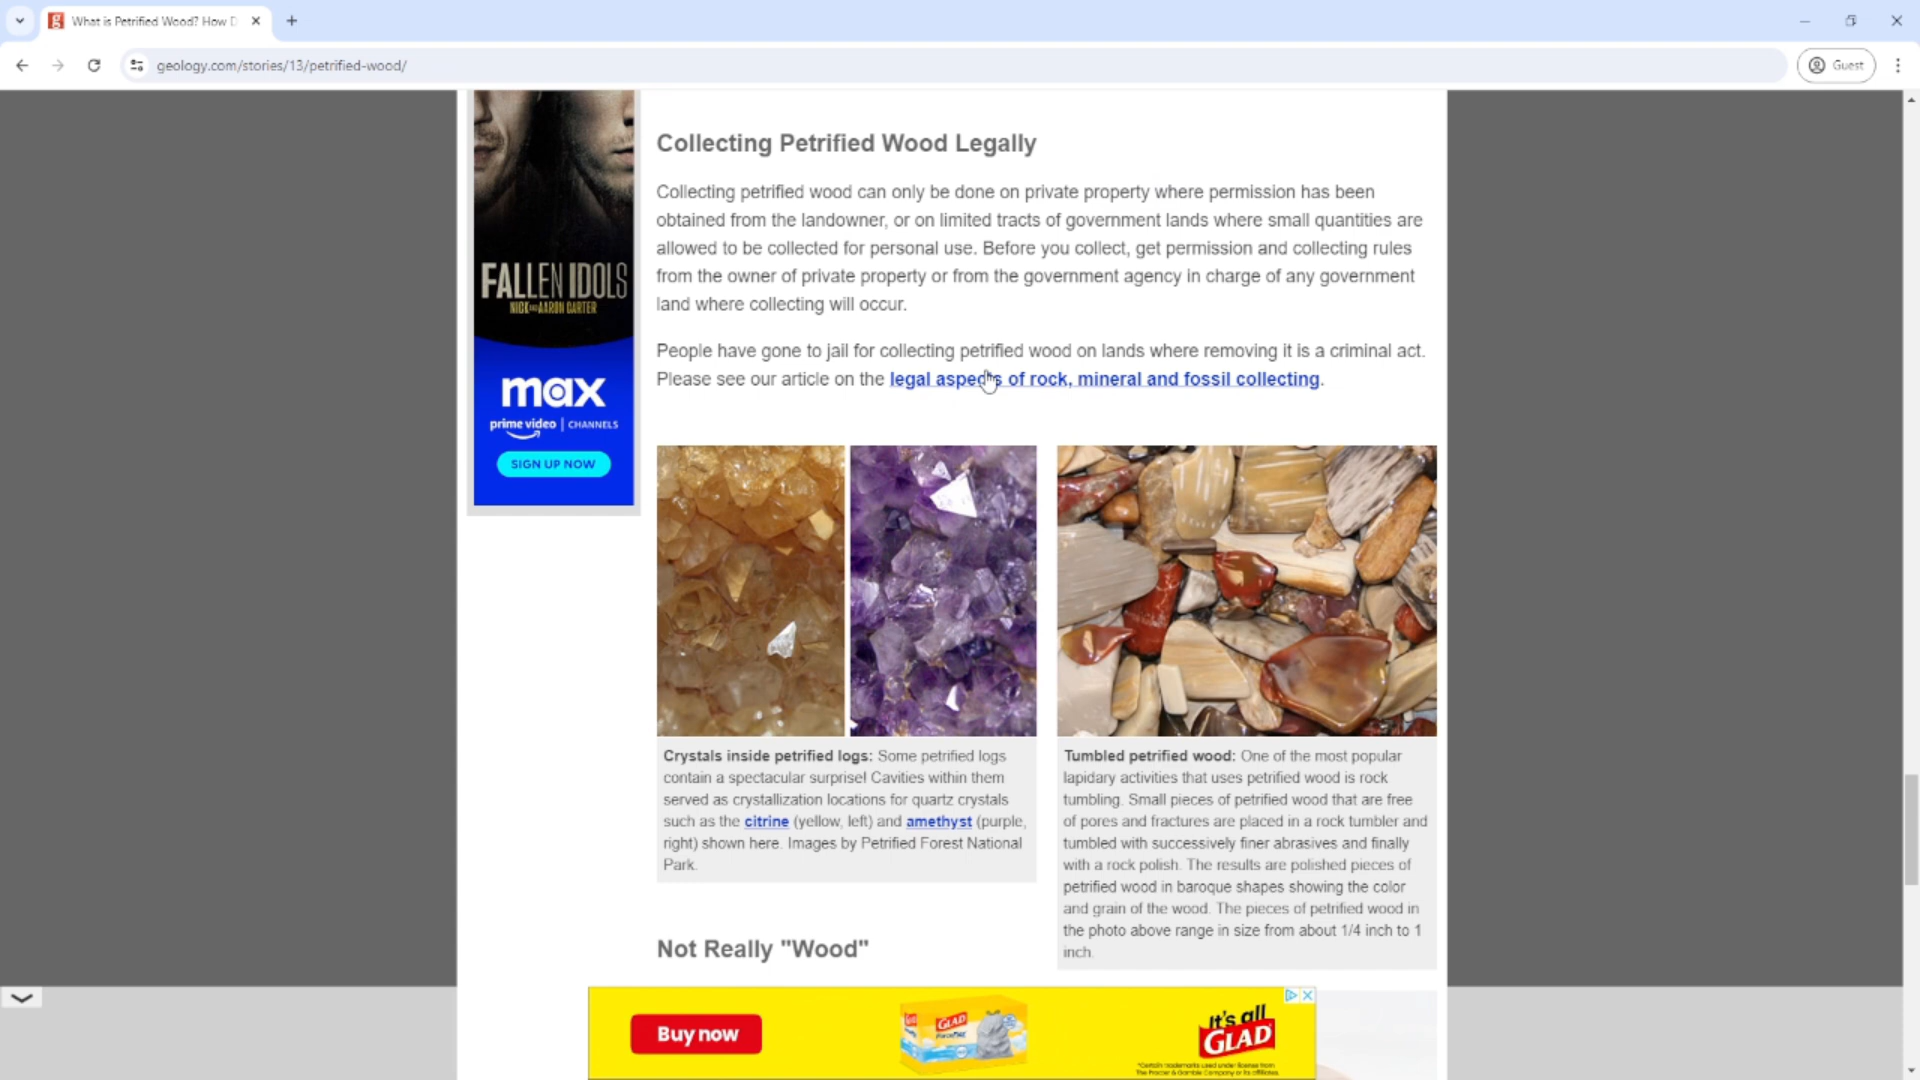 What is Petrified Wood? How D
geology.com/stories/13/petrified-wood/
Guest
FALLEN IDOLS
NICK AND AARON CARTER
max
prime video | CHANNELS
SIGN UP NOW
Collecting Petrified Wood Legally
Collecting petrified wood can only be done on private property where permission has been
obtained from the landowner, or on limited tracts of government lands where small quantities are
allowed to be collected for personal use. Before you collect, get permission and collecting rules
from the owner of private property or from the government agency in charge of any government
land where collecting will occur.
People have gone to jail for collecting petrified wood on lands where removing it is a criminal act.
Please see our article on the legal aspects of rock, mineral and fossil collecting.
Crystals inside petrified logs: Some petrified logs
contain a spectacular surprise! Cavities within them
served as crystallization locations for quartz crystals
such as the citrine (yellow, left) and amethyst (purple,
right) shown here. Images by Petrified Forest National
Park.
Tumbled petrified wood: One of the most popular
lapidary activities that uses petrified wood is rock
tumbling. Small pieces of petrified wood that are free
of pores and fractures are placed in a rock tumbler and
tumbled with successively finer abrasives and finally
with a rock polish. The results are polished pieces of
petrified wood in baroque shapes showing the color
and grain of the wood. The pieces of petrified wood in
the photo above range in size from about 1/4 inch to 1
inch.
Not Really "Wood"
Buy now
GLAD
It's all
GLAD
*Certain trademarks used under license from
The Procter & Gamble Company or its affiliates.